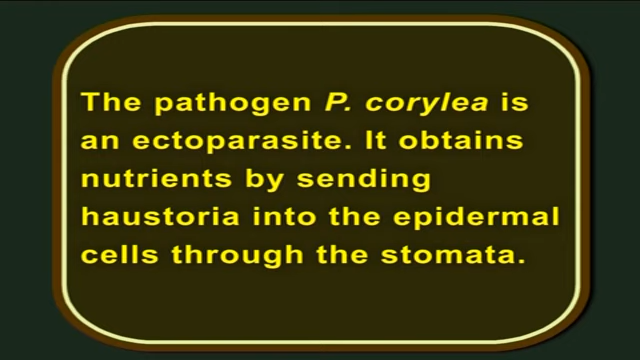 The pathogen P. corylea is
an ectoparasite. It obtains
nutrients by sending
haustoria into the epidermal
cells through the stomata.